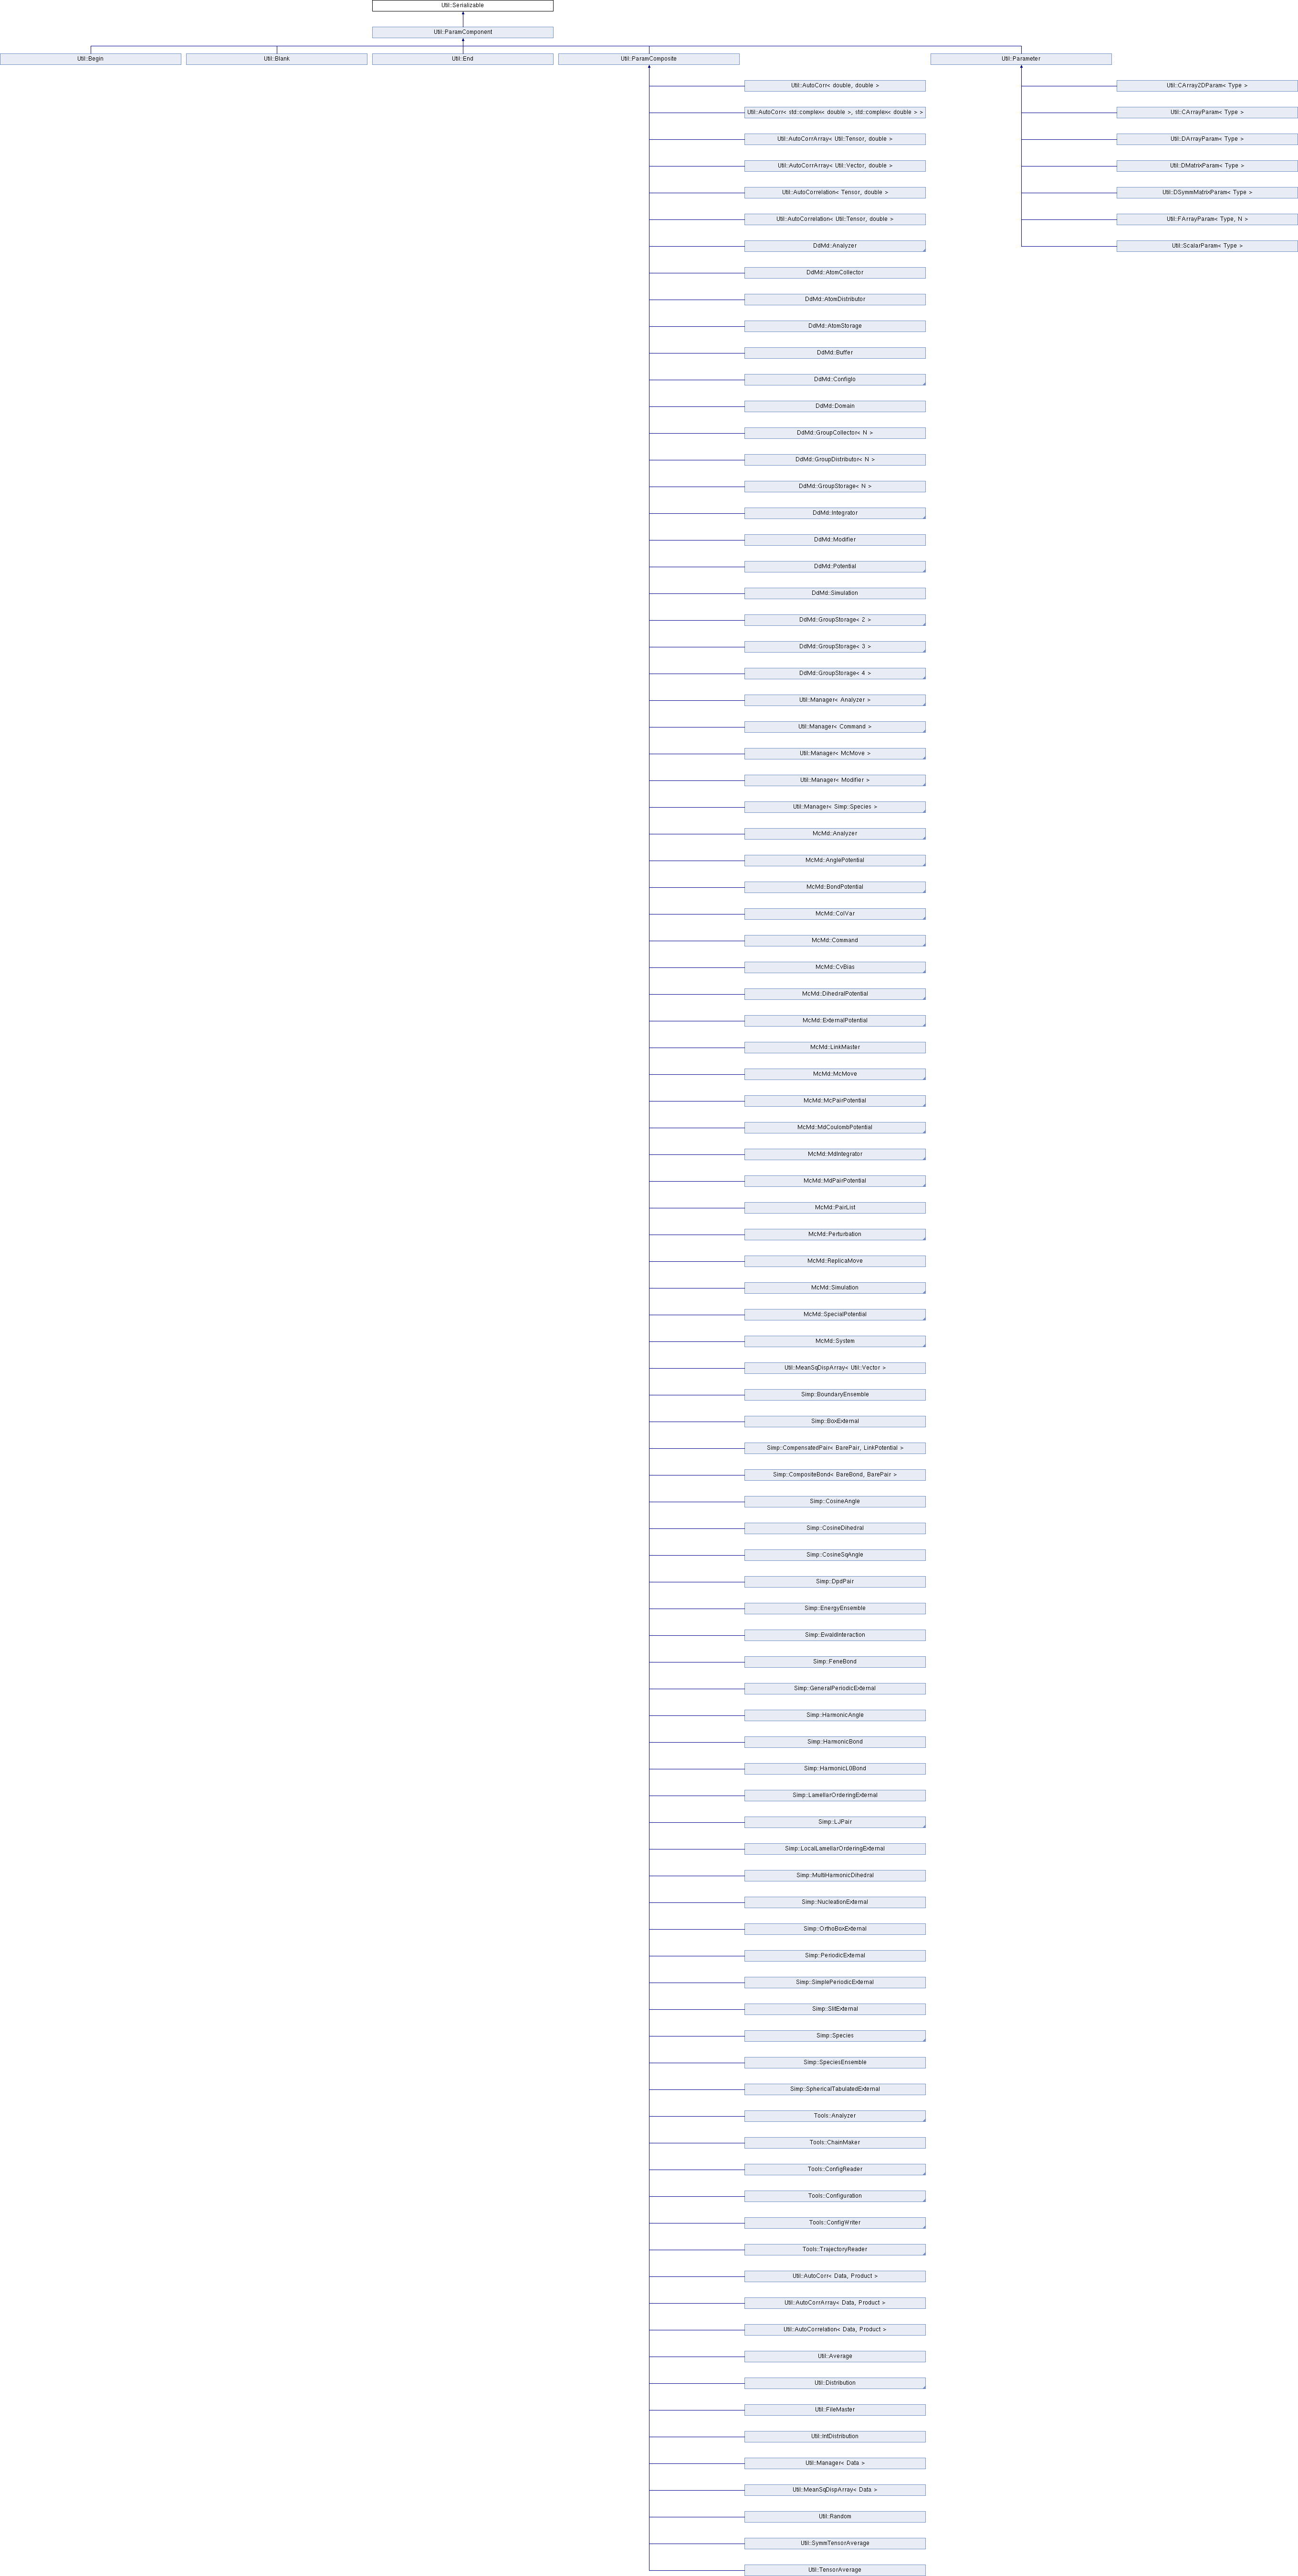 Util::Serializable
Util::ParamComponent
Util::Begin
Util::Blank
Util::End
Util::ParamComposite
Util::Parameter
Util::AutoCorr< double, double >
Util::AutoCorr< std::complex< double >, std::complex< double > >
Util::AutoCorrArray< Util::Tensor, double >
Util::AutoCorrArray< Util::Vector, double >
Util::AutoCorrelation< Tensor, double >
Util::AutoCorrelation< Util::Tensor, double >
DdMd::Analyzer
DdMd::AtomCollector
DdMd::AtomDistributor
DdMd::AtomStorage
DdMd::Buffer
DdMd::ConfigIo
DdMd::Domain
DdMd::GroupCollector< N >
DdMd::GroupDistributor< N >
DdMd::GroupStorage< N >
DdMd::Integrator
DdMd::Modifier
DdMd::Potential
DdMd::Simulation
DdMd::GroupStorage< 2 >
DdMd::GroupStorage< 3 >
DdMd::GroupStorage< 4 >
Util::Manager< Analyzer >
Util::Manager< Command >
Util::Manager< McMove >
Util::Manager< Modifier >
Util::Manager< Simp::Species >
McMd::Analyzer
McMd::AnglePotential
McMd::BondPotential
McMd::ColVar
McMd::Command
McMd::CvBias
McMd::DihedralPotential
McMd::ExternalPotential
McMd::LinkMaster
McMd::McMove
McMd::McPairPotential
McMd::MdCoulombPotential
McMd::MdIntegrator
McMd::MdPairPotential
McMd::PairList
McMd::Perturbation
McMd::ReplicaMove
McMd::Simulation
McMd::SpecialPotential
McMd::System
Util::MeanSqDispArray< Util::Vector >
Simp::BoundaryEnsemble
Simp::BoxExternal
Simp::CompensatedPair< BarePair, LinkPotential >
Simp::CompositeBond< BareBond, BarePair >
Simp::CosineAngle
Simp::CosineDihedral
Simp::CosineSqAngle
Simp::DpdPair
Simp::EnergyEnsemble
Simp::EwaldInteraction
Simp::FeneBond
Simp::GeneralPeriodicExternal
Simp::HarmonicAngle
Simp::HarmonicBond
Simp::HarmonicL0Bond
Simp::LamellarOrderingExternal
Simp::LJPair
Simp::LocalLamellarOrderingExternal
Simp::MultiHarmonicDihedral
Simp::NucleationExternal
Simp::OrthoBoxExternal
Simp::PeriodicExternal
Simp::SimplePeriodicExternal
Simp::SlitExternal
Simp::Species
Simp::SpeciesEnsemble
Simp::SphericalTabulatedExternal
Tools::Analyzer
Tools::ChainMaker
Tools::ConfigReader
Tools::Configuration
Tools::ConfigWriter
Tools::TrajectoryReader
Util::AutoCorr< Data, Product >
Util::AutoCorrArray< Data, Product >
Util::AutoCorrelation< Data, Product >
Util::Average
Util::Distribution
Util::FileMaster
Util::IntDistribution
Util::Manager< Data >
Util::MeanSqDispArray< Data >
Util::Random
Util::SymmTensorAverage
Util::TensorAverage
Util::CArray2DParam< Type >
Util::CArrayParam< Type >
Util::DArrayParam< Type >
Util::DMatrixParam< Type >
Util::DSymmMatrixParam< Type >
Util::FArrayParam< Type, N >
Util::ScalarParam< Type >